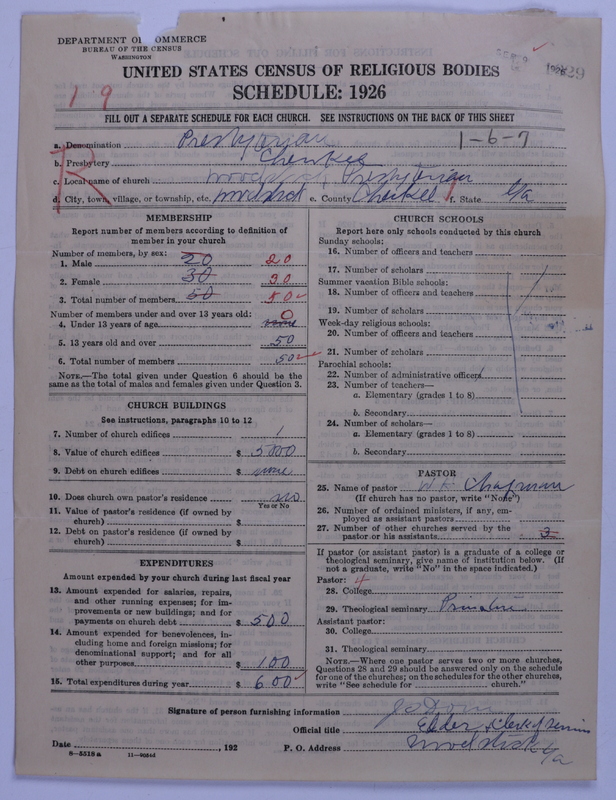 DEPARTMENT OF COMMERCE
BUREAU OF THE CENSUS
WASHINGTON
UNITED STATES CENSUS OF RELIGIOUS BODIES
SCHEDULE: 1926
1 9
FILL OUT A SEPARATE SCHEDULE FOR EACH CHURCH. SEE INSTRUCTIONS ON THE BACK OF THIS SHEET
R
a. Denomination Presbyterian 1-6-7
b. Presbytery Cherokee
c. Local name of church Woodstock Presbyterian
d. City, town, village, or township, etc. Woodstock e. County Cherokee f. State Ga
MEMBERSHIP
Report number of members according to definition of
member in your church
Number of members, by sex:
1. Male 20 20
2. Female 30 30
3. Total number of members 50 50
Number of members under and over 13 years old:
4. Under 13 years of age none 0
5. 13 years old and over 50
6. Total number of members 50
NOTE.—The total given under Question 6 should be
same as the total of males and females given under Question 3.
CHURCH BUILDINGS
See instructions, paragraphs 10 to 12
7. Number of church edifices 1
8. Value of church edifices $ 5000
9. Debt on church edifices $ none
10. Does church own pastor's residence no
Yes or No
11. Value of pastor's residence (if owned by
church) $
12. Debt on pastor's residence (if owned by
church) $
EXPENDITURES
Amount expended by your church during last fiscal year
13. Amount expended for salaries, repairs,
and other running expenses; for im-
provements or new buildings; and for
payments on church debt $ 500
14. Amount expended for benevolences, in-
cluding home and foreign missions; for
denominational support; and for all
other purposes $ 100
15. Total expenditures during year $ 600
CHURCH SCHOOLS
Report here only schools conducted by this church
Sunday schools:
16. Number of officers and teachers
17. Number of scholars
Summer vacation Bible schools:
18. Number of officers and teachers
19. Number of scholars
Week-day religious schools:
20. Number of officers and teachers
21. Number of scholars
Parochial schools:
22. Number of administrative officers
23. Number of teachers—
a. Elementary (grades 1 to 8)
b. Secondary
24. Number of scholars—
a. Elementary (grades 1 to 8)
b. Secondary
PASTOR
25. Name of pastor Chapman
(If church has no pastor, write "None")
26. Number of ordained ministers, if any, em-
ployed as assistant pastors
27. Number of other churches served by the
pastor or his assistants 3
If pastor (or assistant pastor) is a graduate of a college or
theological seminary, give name of institution below. (If
not a graduate, write "No" in the space indicated.)
Pastor: 4
28. College
29. Theological seminary
Assistant pastor:
30. College
31. Theological seminary
NOTE.—Where one pastor serves two or more churches,
Questions 28 and 29 should be answered only on the schedule
for one of the churches; on the schedules for the other churches,
write "See schedule for church."
Signature of person furnishing information
Official title Elder & Clerk of Session
Date , 192 P. O. Address Woodstock Ga
8—5518 a